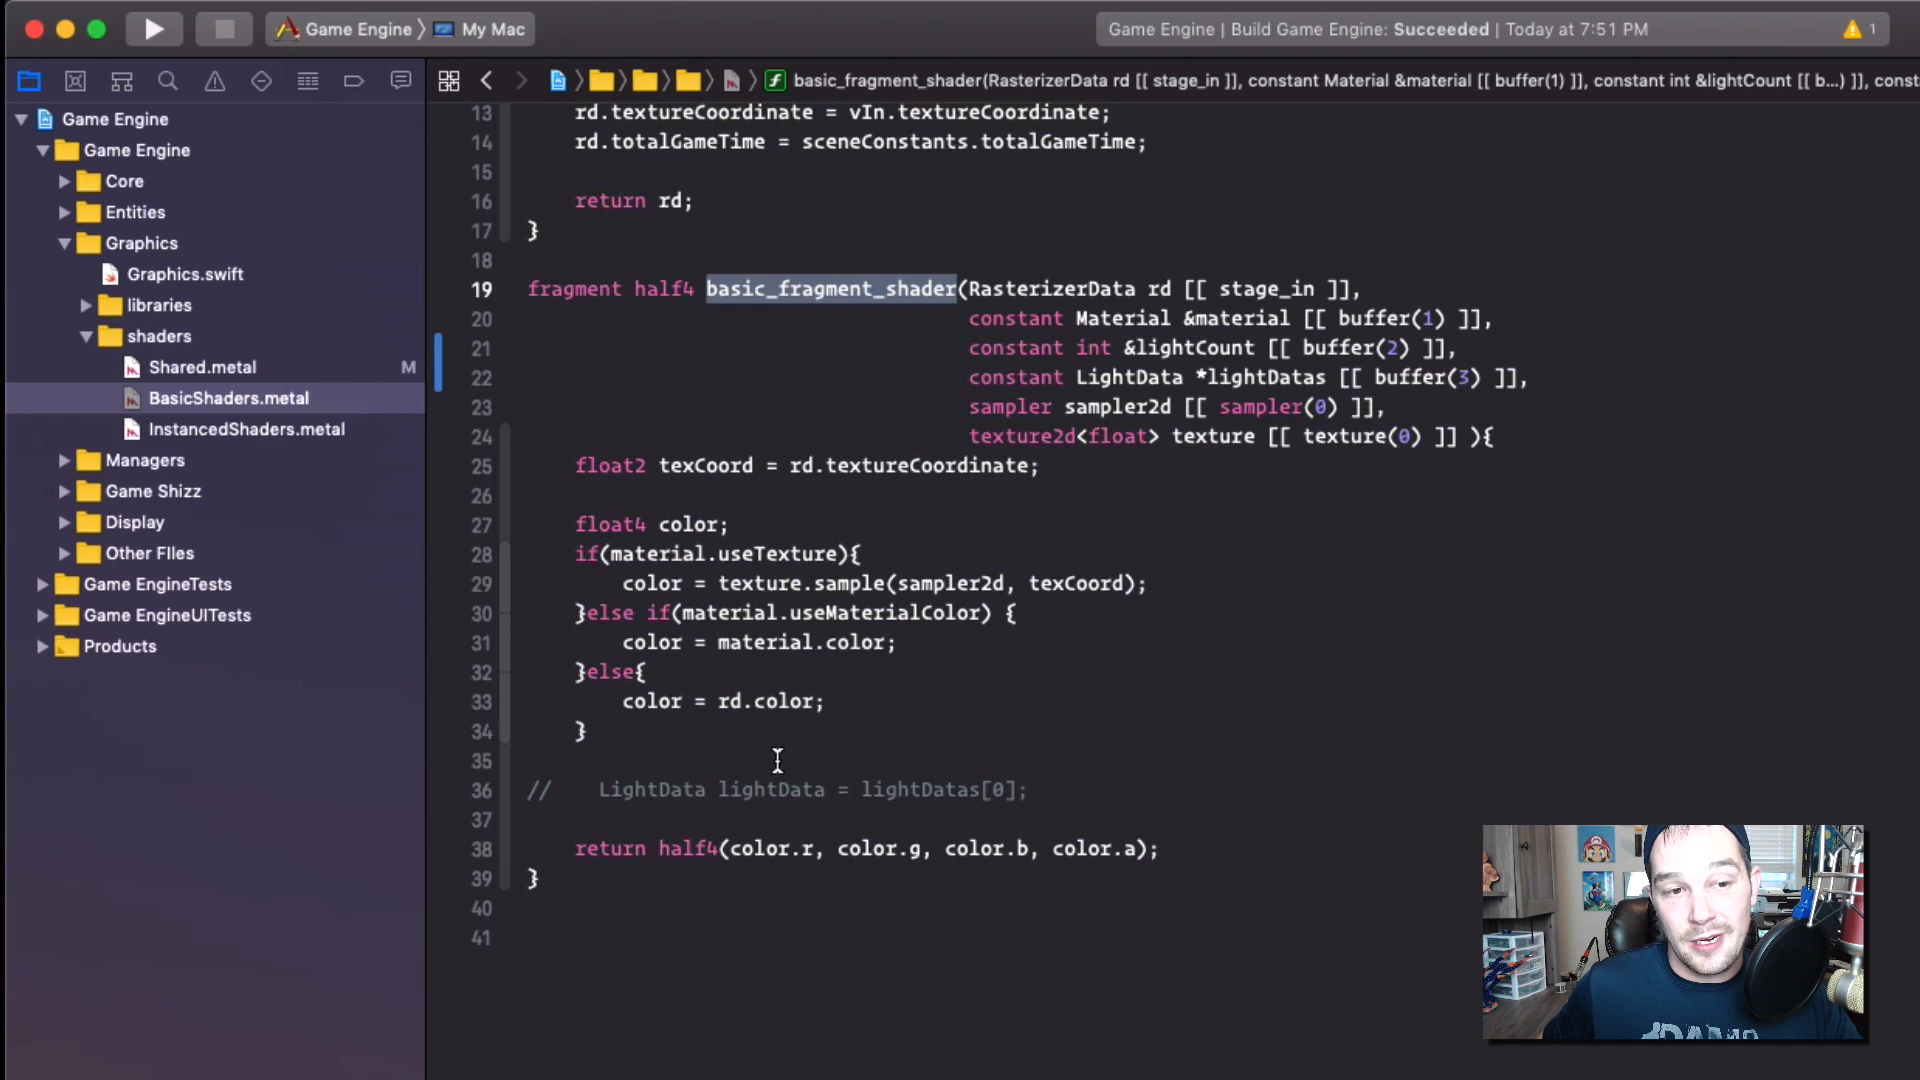 Game Engine 〉 My Mac
Game Engine | Build Game Engine: Succeeded | Today at 7:51 PM
1
basic_fragment_shader(RasterizerData rd [[ stage_in ]], constant Material &material [[ buffer(1) ]], constant int &lightCount [[ b...) ]], consta
Game Engine
Game Engine
Core
Entities
Graphics
Graphics.swift
libraries
shaders
Shared.metal M
BasicShaders.metal
InstancedShaders.metal
Managers
Game Shizz
Display
Other FIles
Game EngineTests
Game EngineUITests
Products
13 rd.textureCoordinate = vIn.textureCoordinate;
14 rd.totalGameTime = sceneConstants.totalGameTime;
15
16 return rd;
17 }
18
19 fragment half4 basic_fragment_shader(RasterizerData rd [[ stage_in ]],
20 constant Material &material [[ buffer(1) ]],
21 constant int &lightCount [[ buffer(2) ]],
22 constant LightData *lightDatas [[ buffer(3) ]],
23 sampler sampler2d [[ sampler(0) ]],
24 texture2d<float> texture [[ texture(0) ]] ){
25 float2 texCoord = rd.textureCoordinate;
26
27 float4 color;
28 if(material.useTexture){
29 color = texture.sample(sampler2d, texCoord);
30 }else if(material.useMaterialColor) {
31 color = material.color;
32 }else{
33 color = rd.color;
34 }
35
36 // LightData lightData = lightDatas[0];
37
38 return half4(color.r, color.g, color.b, color.a);
39 }
40
41